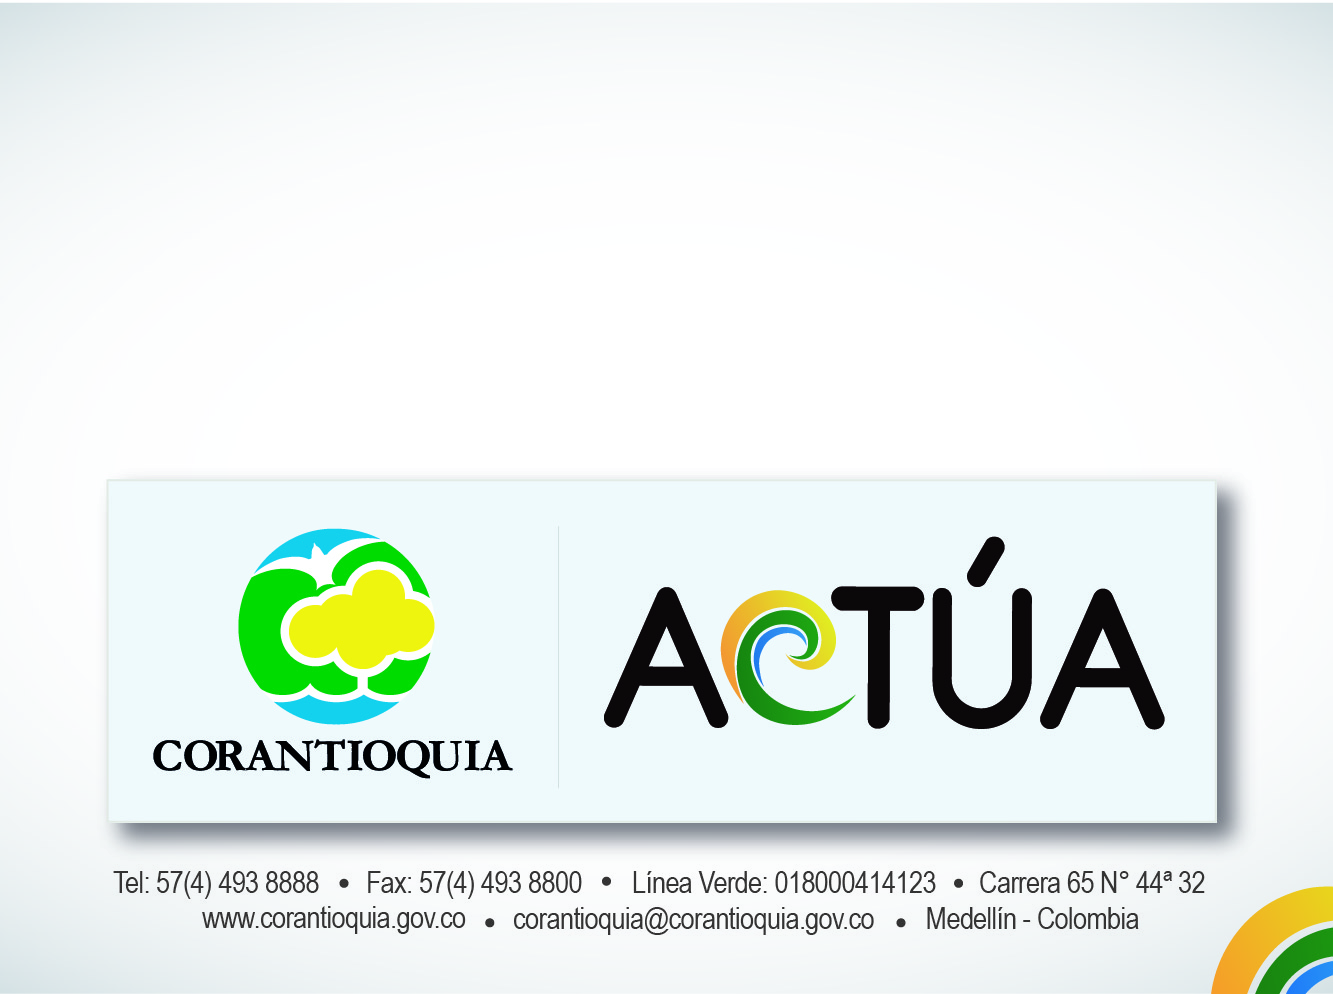 CORANTIOQUIA
ACTÚA
Tel: 57(4) 493 8888 • Fax: 57(4) 493 8800 • Línea Verde: 018000414123 • Carrera 65 N° 44ª 32
www.corantioquia.gov.co • corantioquia@corantioquia.gov.co • Medellín - Colombia